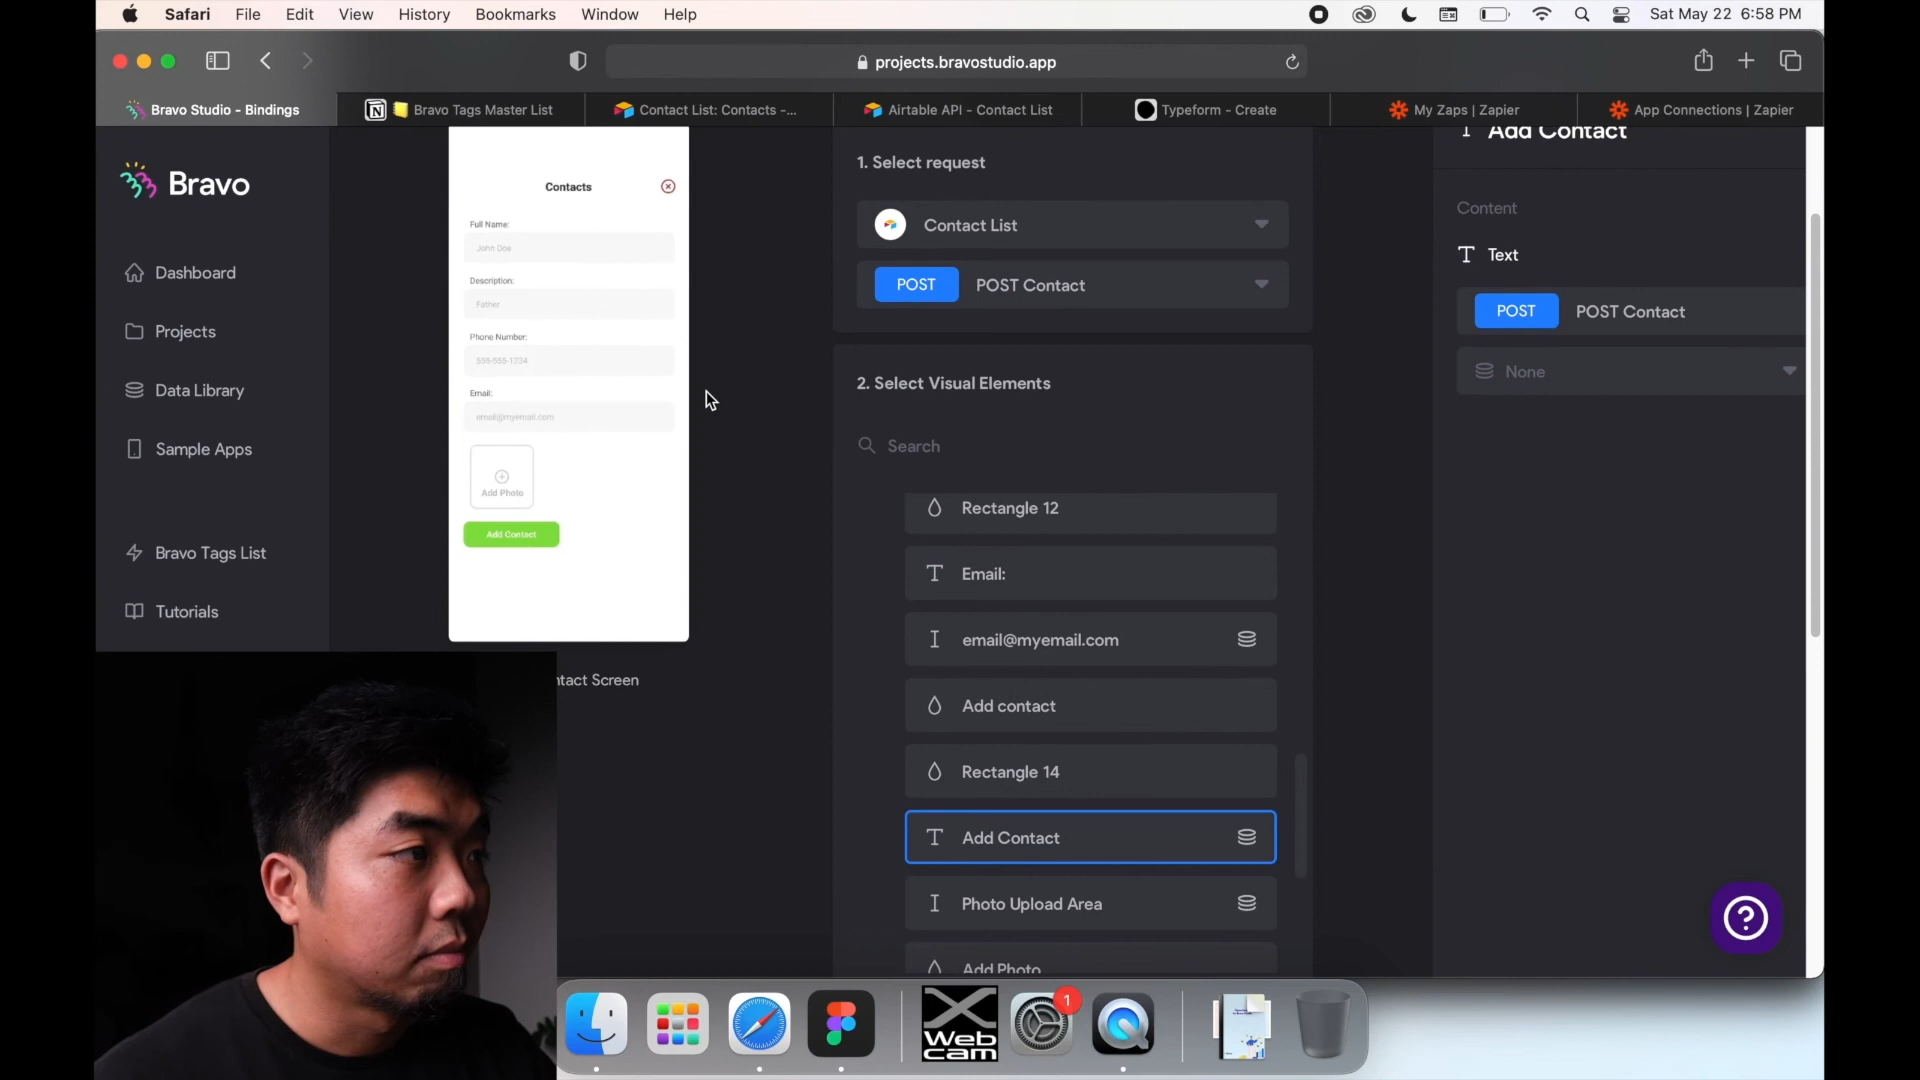 Safari File Edit View History Bookmarks Window Help Sat May 22 6:58 PM
projects.bravostudio.app
Bravo Studio - Bindings
Bravo Tags Master List
Contact List: Contacts -...
Airtable API - Contact List
Typeform - Create
My Zaps | Zapier
App Connections | Zapier
Bravo
Dashboard
Projects
Data Library
Sample Apps
Bravo Tags List
Tutorials
Contacts
Full Name:
John Doe
Description:
Father
Phone Number:
555-555-1234
Email:
email@myemail.com
Add Photo
Add Contact
ntact Screen
1. Select request
Contact List
POST POST Contact
2. Select Visual Elements
Search
Rectangle 12
Email:
email@myemail.com
Add contact
Rectangle 14
Add Contact
Photo Upload Area
Add Photo
Add Contact
Content
Text
POST POST Contact
None
Web
cam
1